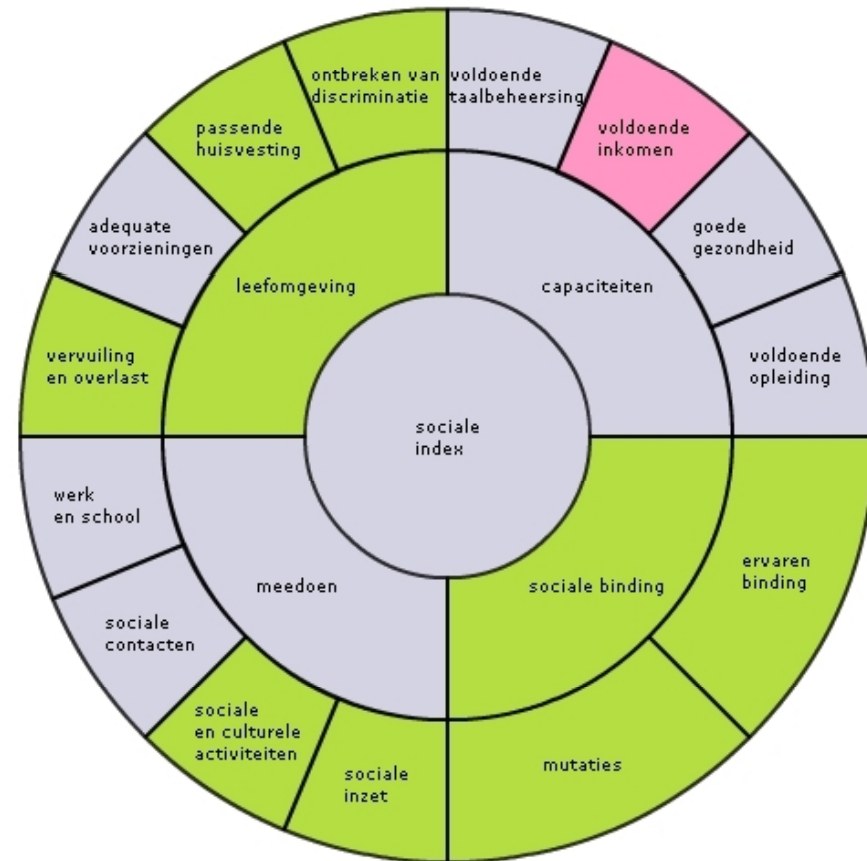 ontbreken van
discriminatie
voldoende
taalbeheersing
passende
huisvesting
voldoende
inkomen
adequate
voorzieningen
goede
gezondheid
leefomgeving
capaciteiten
vervuiling
en overlast
voldoende
opleiding
sociale
index
werk
en school
meedoen
sociale binding
ervaren
binding
sociale
contacten
sociale
en culturele
activiteiten
sociale
inzet
mutaties